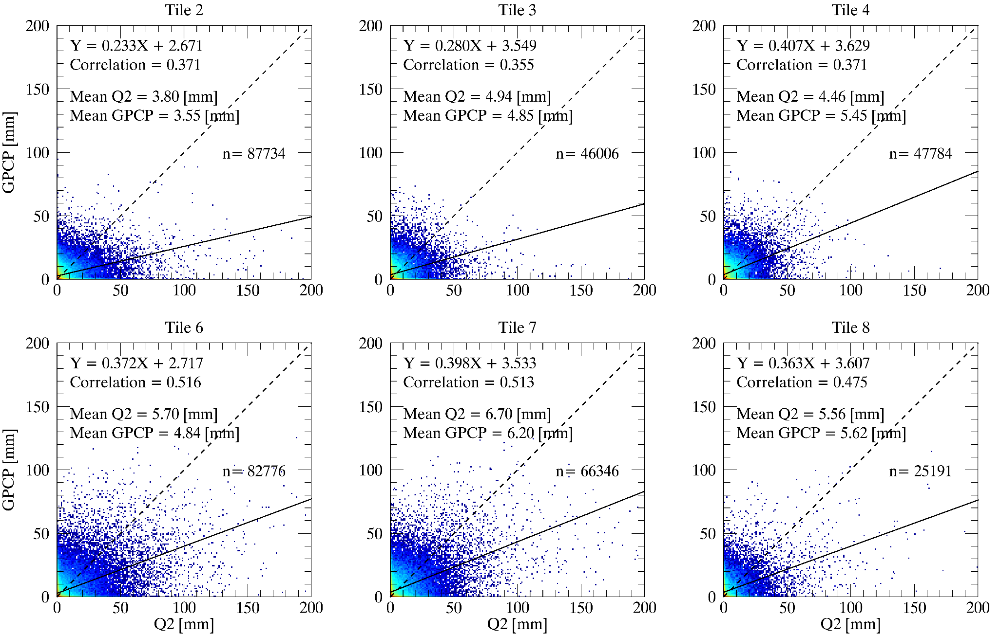 Tile 2
200
150
100
50
0
GPCP [mm]
Y = 0.233X + 2.671
Correlation = 0.371
Mean Q2 = 3.80 [mm]
Mean GPCP = 3.55 [mm]
n= 87734
0 50 100 150 200
Tile 3
200
150
100
50
0
Y = 0.280X + 3.549
Correlation = 0.355
Mean Q2 = 4.94 [mm]
Mean GPCP = 4.85 [mm]
n= 46006
0 50 100 150 200
Tile 4
200
150
100
50
0
Y = 0.407X + 3.629
Correlation = 0.371
Mean Q2 = 4.46 [mm]
Mean GPCP = 5.45 [mm]
n= 47784
0 50 100 150 200
Tile 6
200
150
100
50
0
GPCP [mm]
Y = 0.372X + 2.717
Correlation = 0.516
Mean Q2 = 5.70 [mm]
Mean GPCP = 4.84 [mm]
n= 82776
0 50 100 150 200
Q2 [mm]
Tile 7
200
150
100
50
0
Y = 0.398X + 3.533
Correlation = 0.513
Mean Q2 = 6.70 [mm]
Mean GPCP = 6.20 [mm]
n= 66346
0 50 100 150 200
Q2 [mm]
Tile 8
200
150
100
50
0
Y = 0.363X + 3.607
Correlation = 0.475
Mean Q2 = 5.56 [mm]
Mean GPCP = 5.62 [mm]
n= 25191
0 50 100 150 200
Q2 [mm]